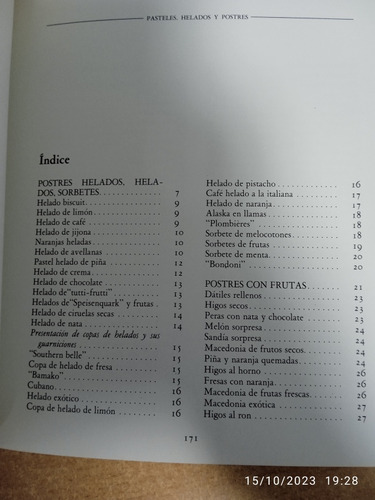 PASTELES, HELADOS Y POSTRES
Índice
POSTRES HELADOS, HELA-
DOS, SORBETES. . . . . . . . . . . . 7
Helado biscuit. . . . . . . . . . . . . . . 9
Helado de limón. . . . . . . . . . . . . 9
Helado de café . . . . . . . . . . . . . . 9
Helado de jijona . . . . . . . . . . . . . 10
Naranjas heladas . . . . . . . . . . . . 10
Helado de avellanas . . . . . . . . . . 12
Pastel helado de piña . . . . . . . . . 12
Helado de crema. . . . . . . . . . . . . 12
Helado de chocolate . . . . . . . . . . 13
Helado de"tutti-frutti". . . . . . . . . 13
Helados de"Sprisenquark" y frutas . 13
Helado de ciruelas secas . . . . . . . 14
Helado de nata . . . . . . . . . . . . . . 14
Presentación de copas de helados y sus
guarniciones . . . . . . . . . . . . . . . 15
"Southern belle" . . . . . . . . . . . . . 15
Copa de helado de fresa . . . . . . . . 15
"Bamako". . . . . . . . . . . . . . . . . . 15
Cubano. . . . . . . . . . . . . . . . . . . . 16
Helado exótico . . . . . . . . . . . . . . 16
Copa de helado de limón. . . . . . . . 16
Helado de pistacho . . . . . . . . . . . 16
Café helado a la italiana . . . . . . . . 17
Helado de naranja. . . . . . . . . . . . 17
Alaska en llamas . . . . . . . . . . . . . 18
"Plombieres" . . . . . . . . . . . . . . . . 18
Sorbete de melocotones . . . . . . . . 18
Sorbetes de frutas . . . . . . . . . . . . 19
Sorbete de menta. . . . . . . . . . . . . 20
"Bondoni" . . . . . . . . . . . . . . . . . . 20
POSTRES CON FRUTAS. . . . . . . 21
Dátiles rellenos . . . . . . . . . . . . . . 23
Higos secos. . . . . . . . . . . . . . . . . 23
Peras con nata y chocolate . . . . . . 23
Melón sorpresa . . . . . . . . . . . . . . 24
Sandía sorpresa . . . . . . . . . . . . . . 24
Macedonia de frutos secos. . . . . . . 24
Piña y naranja quemadas. . . . . . . . 24
Higos al horno . . . . . . . . . . . . . . 26
Fresas con naranja. . . . . . . . . . . . 26
Macedonia de frutas frescas. . . . . . 26
Macedonia exótica . . . . . . . . . . . . 27
Higos al ron . . . . . . . . . . . . . . . . 27
171
15/10/2023 19:28